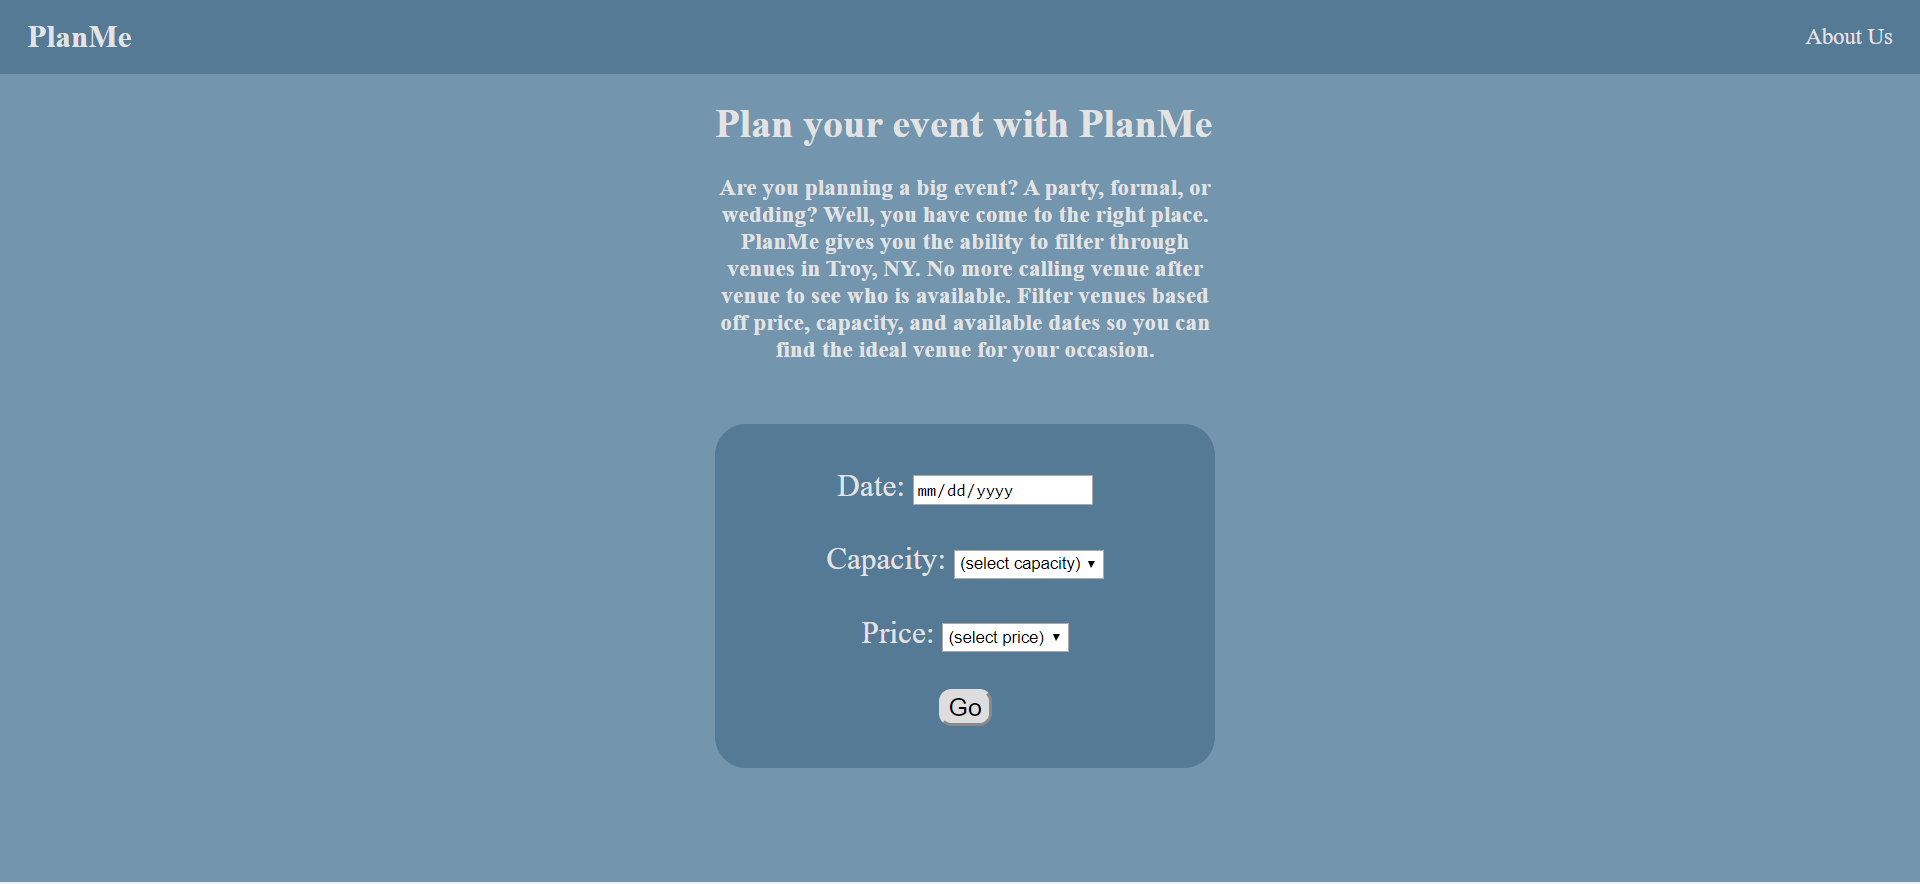 PlanMe
About Us
Plan your event with PlanMe
Are you planning a big event? A party, formal, or
wedding? Well, you have come to the right place.
PlanMe gives you the ability to filter through
venues in Troy, NY. No more calling venue after
venue to see who is available. Filter venues based
off price, capacity, and available dates so you can
find the ideal venue for your occasion.
Date: mm/dd/yyyy
Capacity: (select capacity)
Price: (select price)
Go